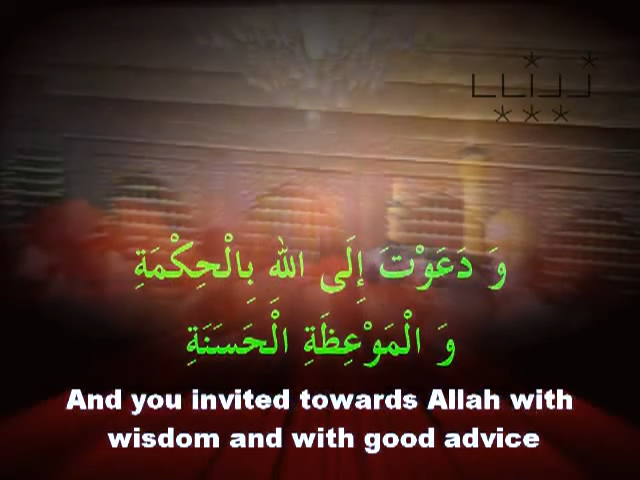 وَ دَعَوْتَ إِلَى اللهِ بِالْحِكْمَةِ
وَ الْمَوْعِظَةِ الْحَسَنَةِ
And you invited towards Allah with
wisdom and with good advice